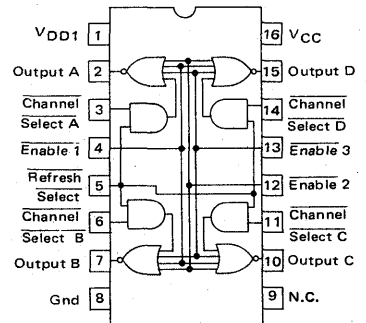 VDD1 1 16 VCC
Output A 2 15 Output D
Channel 3 14 Channel
Select A Select D
Enable 1 4 13 Enable 3
Refresh 5 12 Enable 2
Select
Channel 6 11 Channel
Select B Select C
Output B 7 10 Output C
Gnd 8 9 N.C.